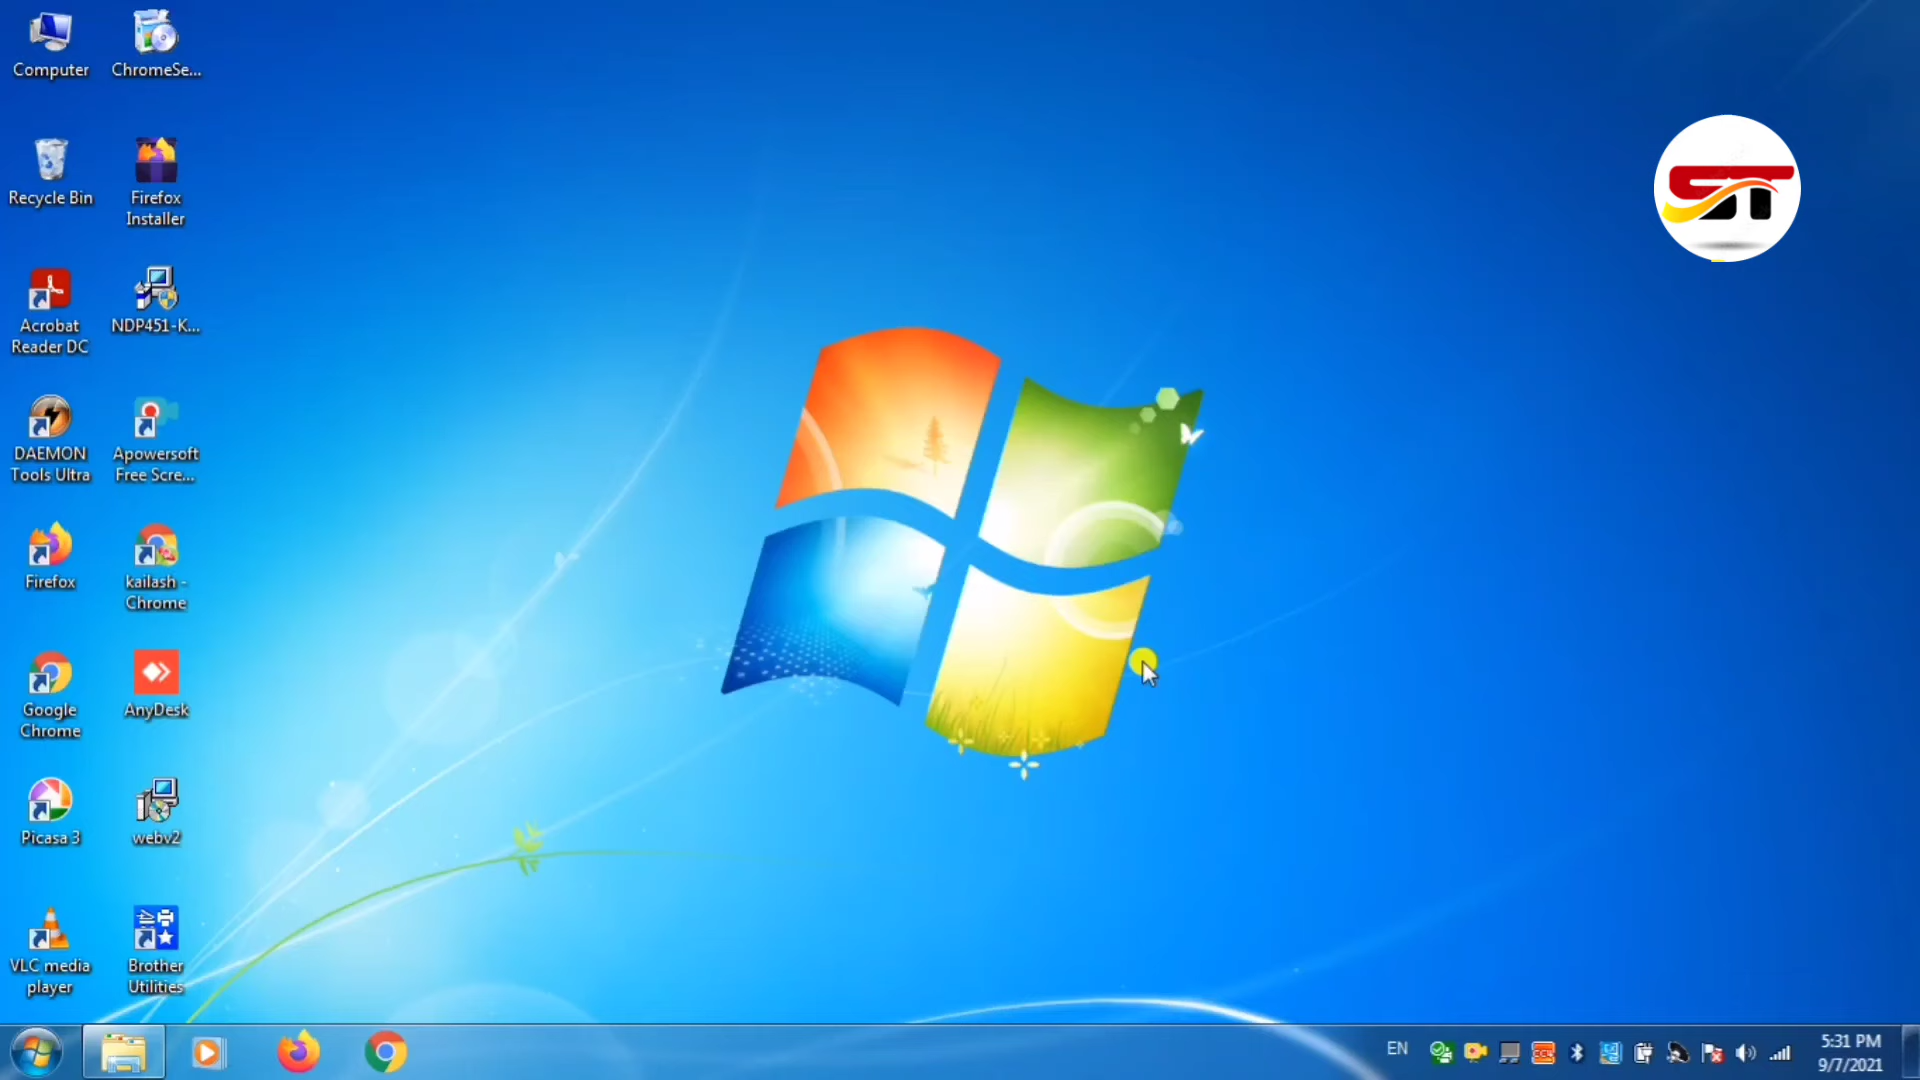 Computer
ChromeSe...
Recycle Bin
Firefox
Installer
Acrobat
Reader DC
NDP451-K...
DAEMON
Tools Ultra
Apowersoft
Free Scre...
Firefox
kailash -
Chrome
Google
Chrome
AnyDesk
Picasa 3
webv2
VLC media
player
Brother
Utilities
ST
EN
5:31 PM
9/7/2021